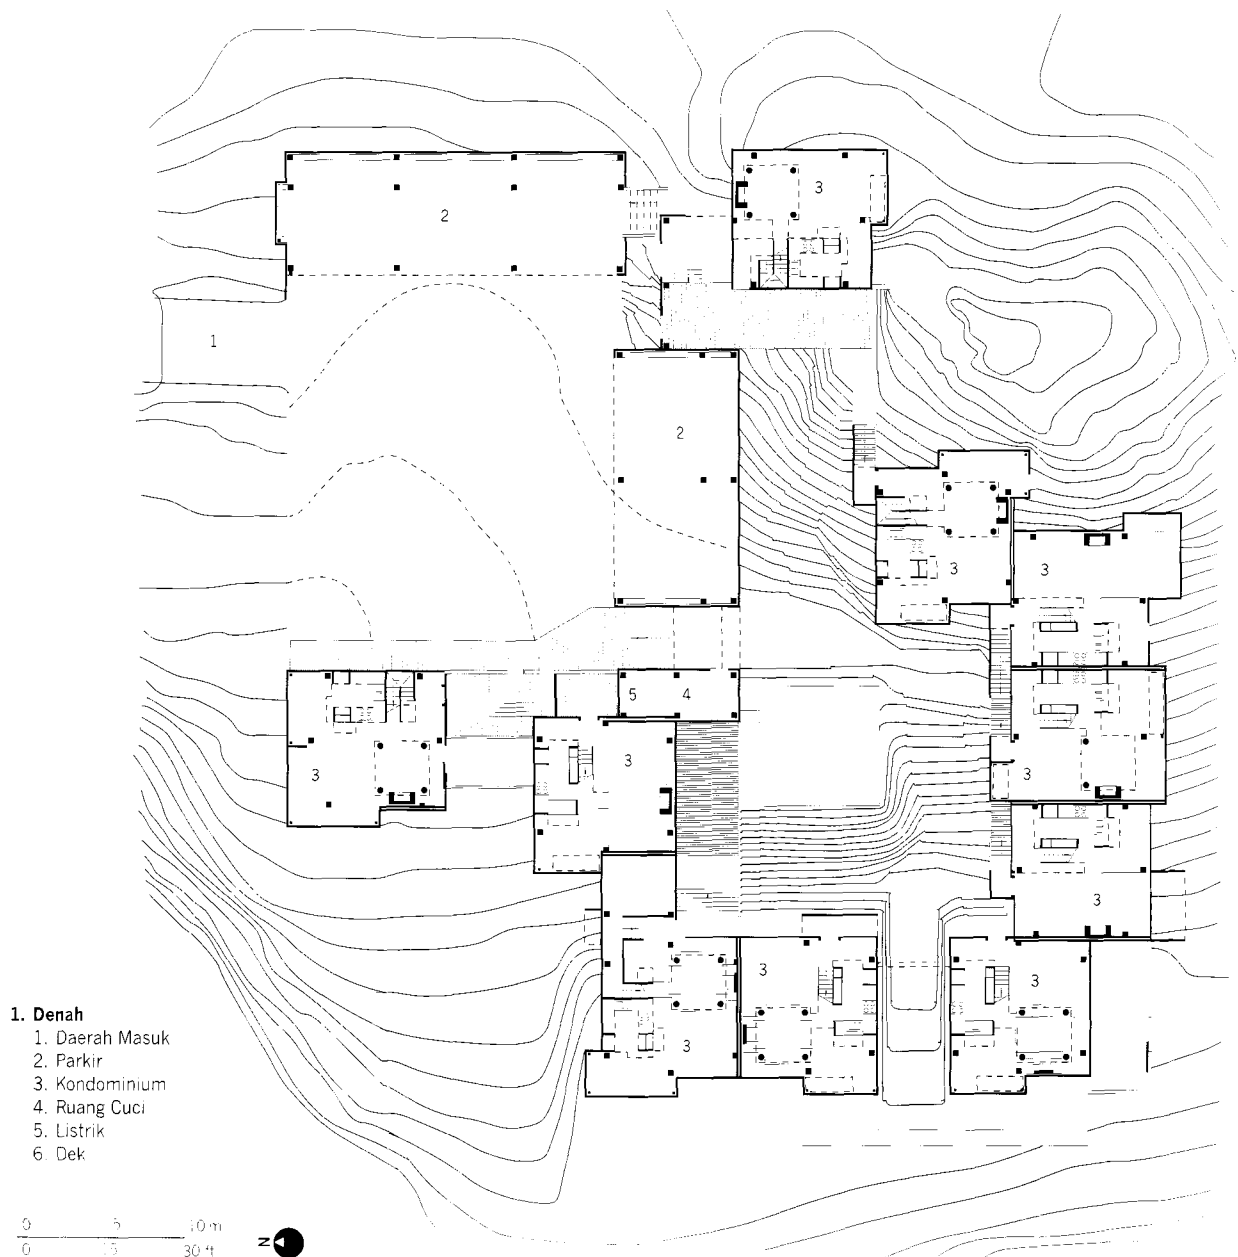 3
2
1
2
3
3
5
4
3
3
3
3
3
3
3
1. Denah
1. Daerah Masuk
2. Parkir
3. Kondominium
4. Ruang Cuci
5. Listrik
6. Dek
0 5 10 m
0 15 30 ft
N